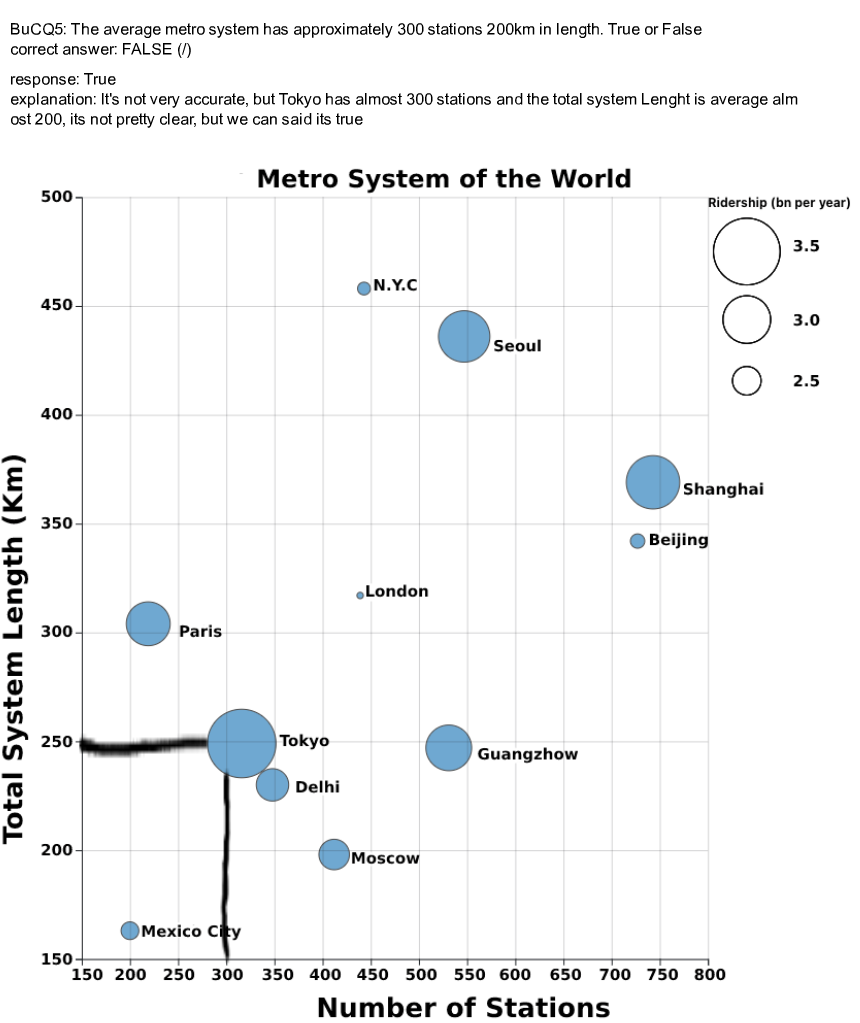 BuCQ5: The average metro system has approximately 300 stations 200km in length. True or False
correct answer: FALSE (/)
response: True
explanation: It's not very accurate, but Tokyo has almost 300 stations and the total system Lenght is average alm
ost 200, its not pretty clear, but we can said its true
Metro System of the World
Ridership (bn per year)
3.5
3.0
2.5
Total System Length (Km)
500
450
400
350
300
250
200
150
N.Y.C
Seoul
Shanghai
Beijing
London
Paris
Tokyo
Guangzhow
Delhi
Moscow
Mexico City
150 200 250 300 350 400 450 500 550 600 650 700 750 800
Number of Stations